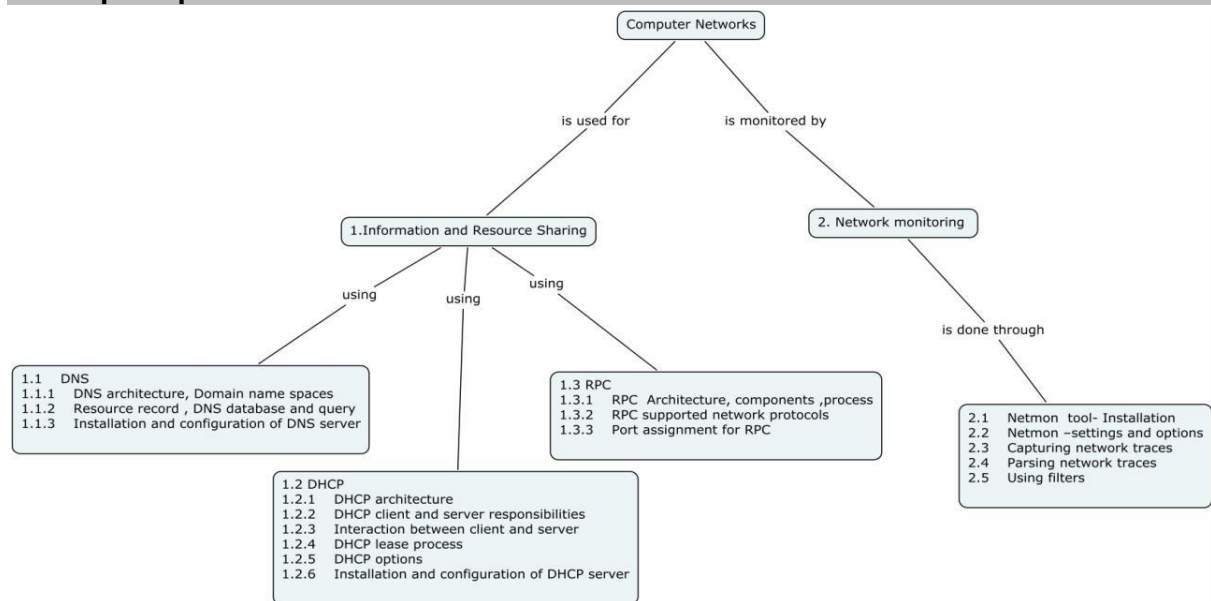 Computer Networks
is used for
is monitored by
1.Information and Resource Sharing
2. Network monitoring
using
using
using
is done through
1.1 DNS
1.1.1 DNS architecture, Domain name spaces
1.1.2 Resource record , DNS database and query
1.1.3 Installation and configuration of DNS server
1.3 RPC
1.3.1 RPC Architecture, components ,process
1.3.2 RPC supported network protocols
1.3.3 Port assignment for RPC
2.1 Netmon tool- Installation
2.2 Netmon –settings and options
2.3 Capturing network traces
2.4 Parsing network traces
2.5 Using filters
1.2 DHCP
1.2.1 DHCP architecture
1.2.2 DHCP client and server responsibilities
1.2.3 Interaction between client and server
1.2.4 DHCP lease process
1.2.5 DHCP options
1.2.6 Installation and configuration of DHCP server